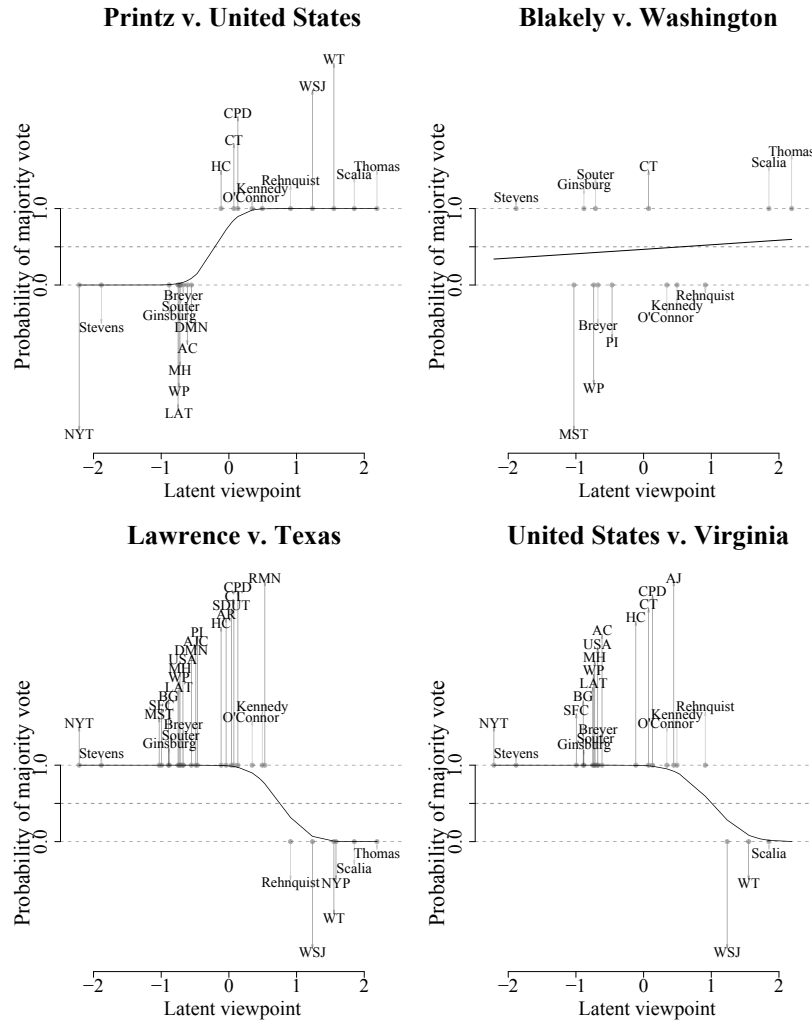 Printz v. United States
WT
WSJ
CPD
CT
HC
Thomas
Scalia
Rehnquist
Kennedy
O'Connor
Probability of majority vote
1.0
0.0
Breyer
Souter
Ginsburg
Stevens
DMN
AC
MH
WP
LAT
NYT
−2 −1 0 1 2
Latent viewpoint
Blakely v. Washington
Thomas
Scalia
CT
Souter
Ginsburg
Stevens
Probability of majority vote
1.0
0.0
Rehnquist
Kennedy
O'Connor
Breyer
PI
WP
MST
−2 −1 0 1 2
Latent viewpoint
Lawrence v. Texas
RMN
CPD
CT
SDUT
AR
HC
PI
AJC
DMN
USA
MH
WP
LAT
BG
SFC
MST
NYT
Kennedy
O'Connor
Breyer
Souter
Ginsburg
Stevens
Probability of majority vote
1.0
0.0
Thomas
Scalia
Rehnquist
NYP
WT
WSJ
−2 −1 0 1 2
Latent viewpoint
United States v. Virginia
AJ
CPD
CT
HC
AC
USA
MH
WP
LAT
BG
SFC
NYT
Rehnquist
Kennedy
O'Connor
Breyer
Souter
Ginsburg
Stevens
Probability of majority vote
1.0
0.0
Scalia
WT
WSJ
−2 −1 0 1 2
Latent viewpoint